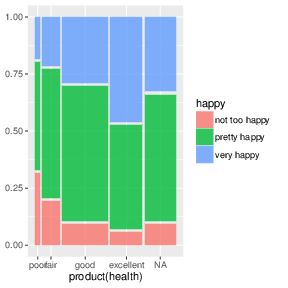 1.00
0.75
0.50
0.25
0.00
poor fair good excellent NA
product(health)
happy
not too happy
pretty happy
very happy